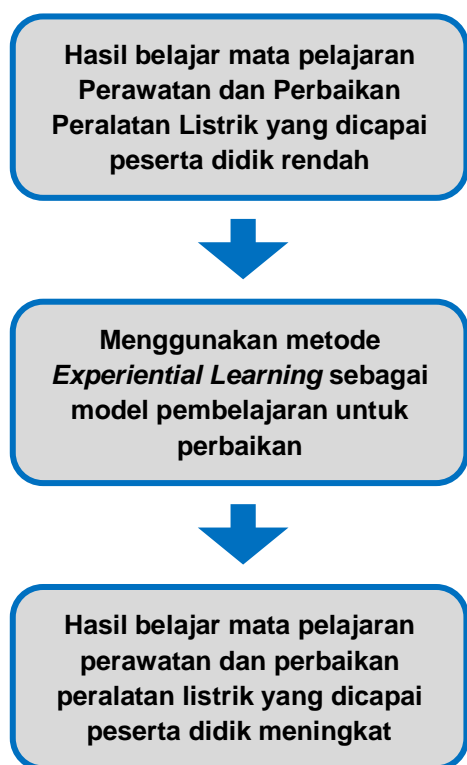 Hasil belajar mata pelajaran
Perawatan dan Perbaikan
Peralatan Listrik yang dicapai
peserta didik rendah
Menggunakan metode
Experiential Learning sebagai
model pembelajaran untuk
perbaikan
Hasil belajar mata pelajaran
perawatan dan perbaikan
peralatan listrik yang dicapai
peserta didik meningkat